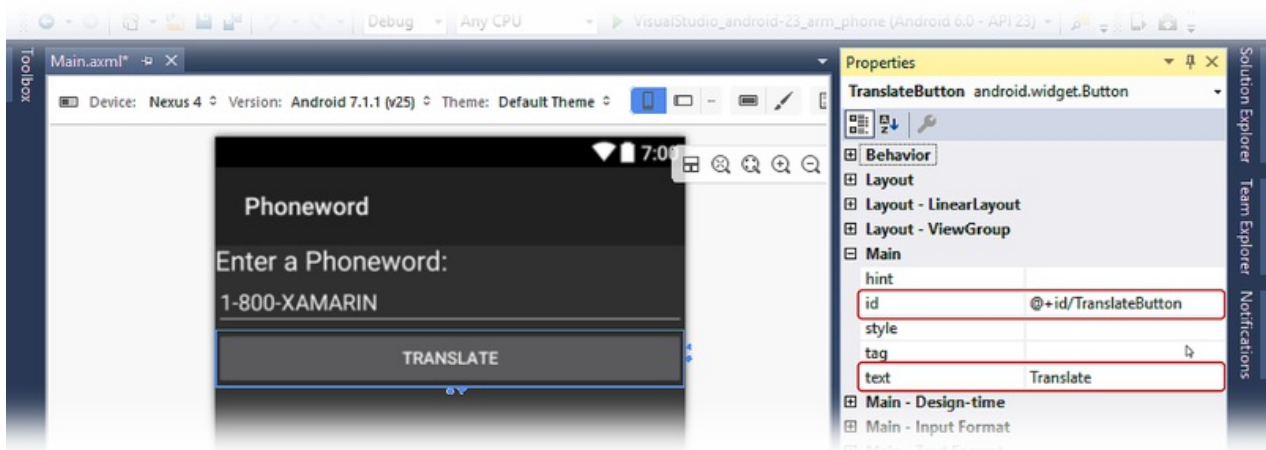 Debug Any CPU VisualStudio_android-23_arm_phone (Android 6.0 - API 23)
Toolbox
Main.axml*
Device: Nexus 4 Version: Android 7.1.1 (v25) Theme: Default Theme
7:00
Phoneword
Enter a Phoneword:
1-800-XAMARIN
TRANSLATE
Properties
TranslateButton android.widget.Button
Behavior
Layout
Layout - LinearLayout
Layout - ViewGroup
Main
hint
id @+id/TranslateButton
style
tag
text Translate
Main - Design-time
Main - Input Format
Solution Explorer
Team Explorer
Notifications